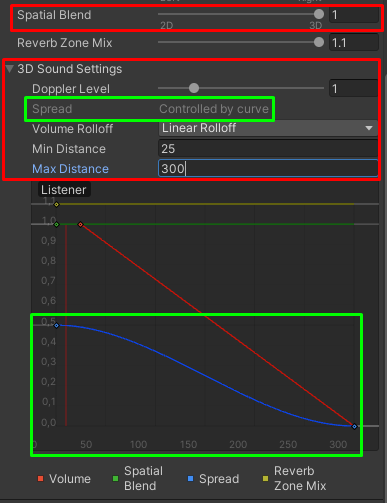 Spatial Blend 1
2D 3D
Reverb Zone Mix 1.1
3D Sound Settings
Doppler Level 1
Spread Controlled by curve
Volume Rolloff Linear Rolloff
Min Distance 25
Max Distance 300
Listener
1,1
1,0
0,9
0,8
0,7
0,6
0,5
0,4
0,3
0,2
0,1
0,0
0 50 100 150 200 250 300
Volume Spatial Blend Spread Reverb Zone Mix